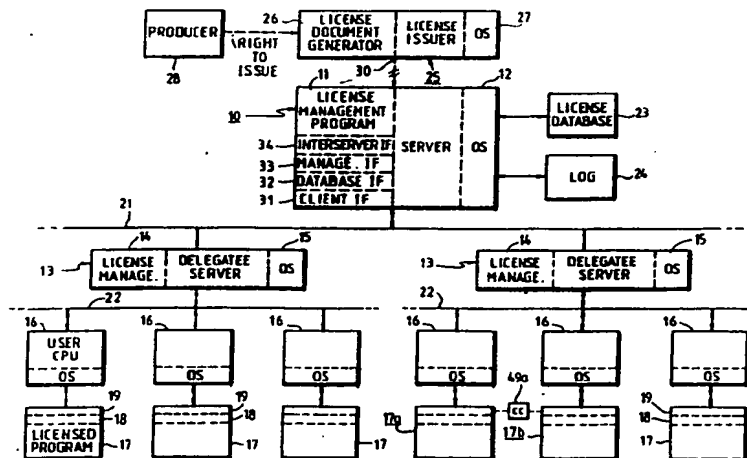 PRODUCER
28
RIGHT TO ISSUE
26
LICENSE DOCUMENT GENERATOR
LICENSE ISSUER
OS
27
30
25
11
12
10
LICENSE MANAGEMENT PROGRAM
SERVER
OS
34
INTERSERVER IF
33
MANAGE. IF
32
DATABASE IF
31
CLIENT IF
LICENSE DATABASE
23
LOG
24
21
14
15
13
LICENSE MANAGE.
DELEGATEE SERVER
OS
14
15
13
LICENSE MANAGE.
DELEGATEE SERVER
OS
22
22
16
16
16
16
16
16
USER CPU
OS
OS
OS
OS
OS
OS
49a
CC
19
18
LICENSED PROGRAM
17
19
18
17
17
17a
17b
19
18
17